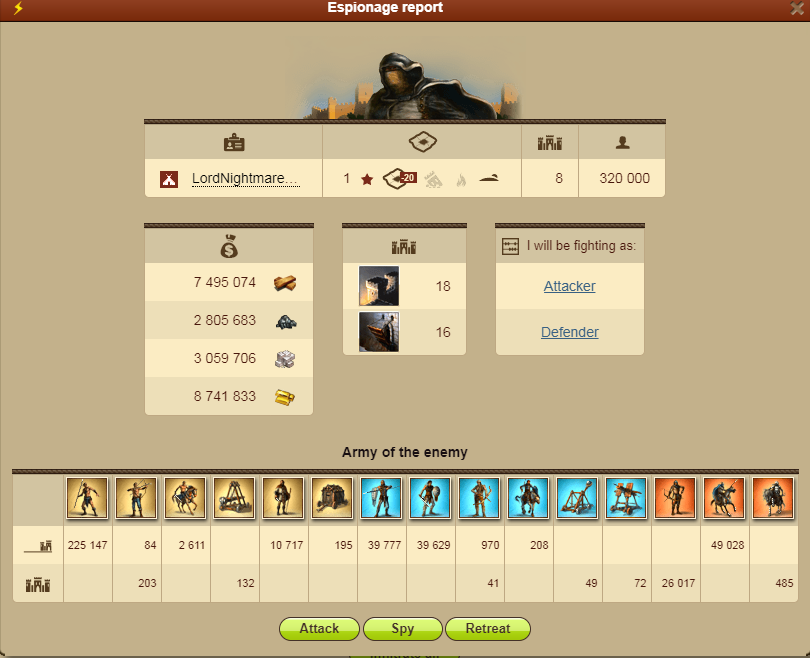 Espionage report
LordNightmare... 1 -20 8 320 000
7 495 074
2 805 683
3 059 706
8 741 833
18
16
I will be fighting as:
Attacker
Defender
Army of the enemy
225 147 84 2 611 10 717 195 39 777 39 629 970 208 49 028
203 132 41 49 72 26 017 485
Attack Spy Retreat